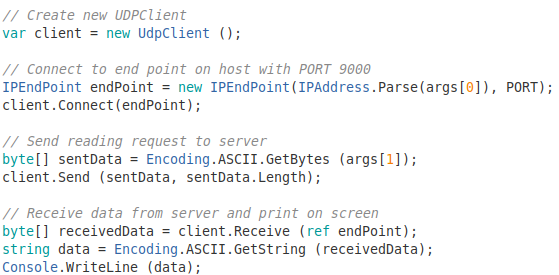 // Create new UDPClient
var client = new UdpClient ();
// Connect to end point on host with PORT 9000
IPEndPoint endPoint = new IPEndPoint(IPAddress.Parse(args[0]), PORT);
client.Connect(endPoint);
// Send reading request to server
byte[] sentData = Encoding.ASCII.GetBytes (args[1]);
client.Send (sentData, sentData.Length);
// Receive data from server and print on screen
byte[] receivedData = client.Receive (ref endPoint);
string data = Encoding.ASCII.GetString (receivedData);
Console.WriteLine (data);